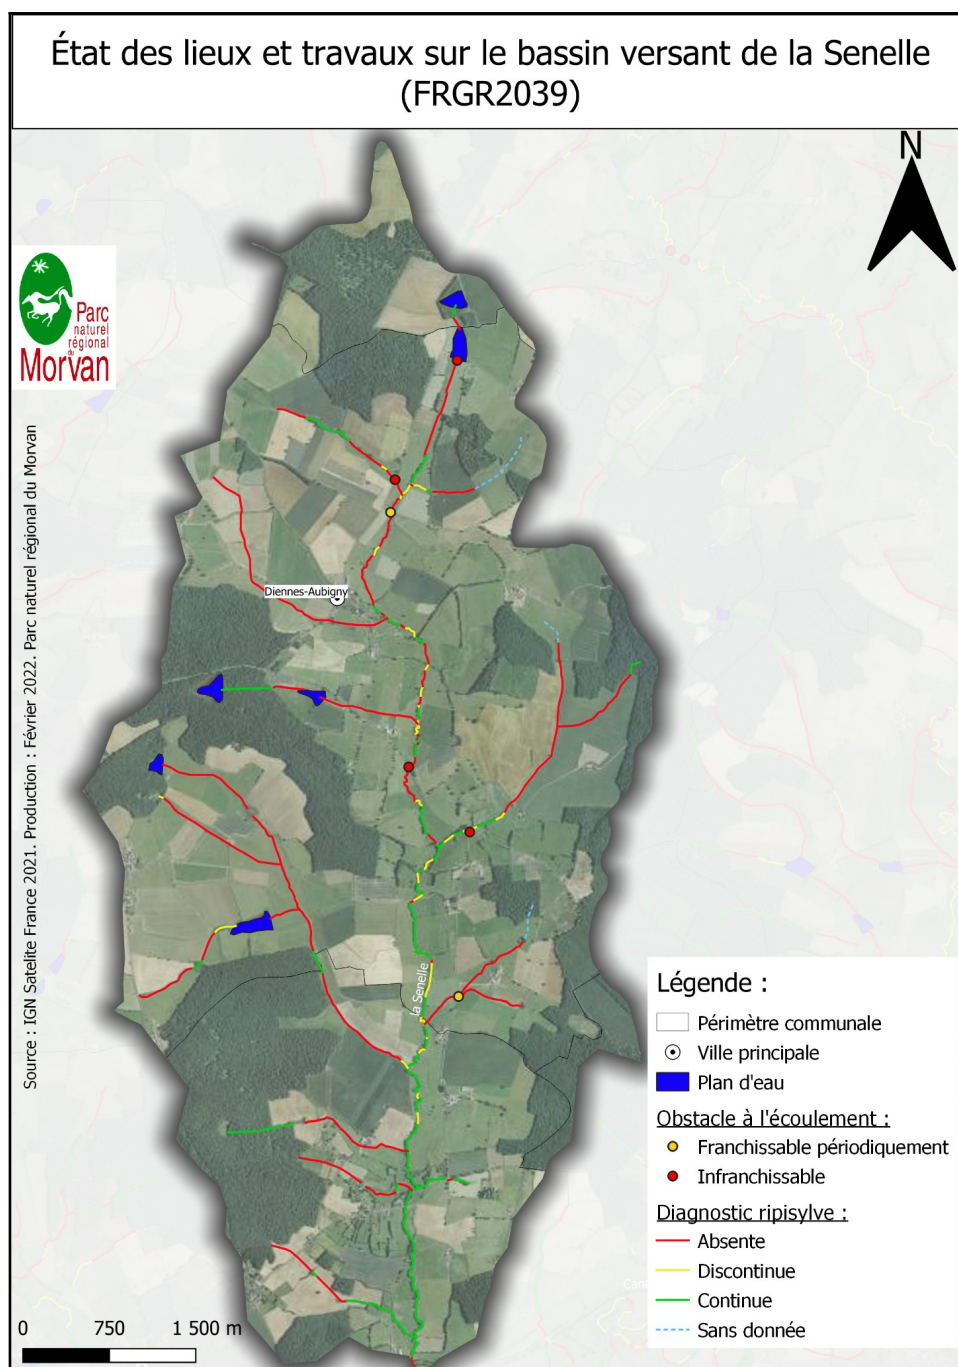 État des lieux et travaux sur le bassin versant de la Senelle
(FRGR2039)
N
Parc
naturel
régional
du
Morvan
Source : IGN Satelite France 2021. Production : Février 2022. Parc naturel régional du Morvan
Diennes-Aubigny
la Senelle
Légende :
Périmètre communale
Ville principale
Plan d'eau
Obstacle à l'écoulement :
Franchissable périodiquement
Infranchissable
Diagnostic ripisylve :
Absente
Discontinue
Continue
Sans donnée
0 750 1 500 m